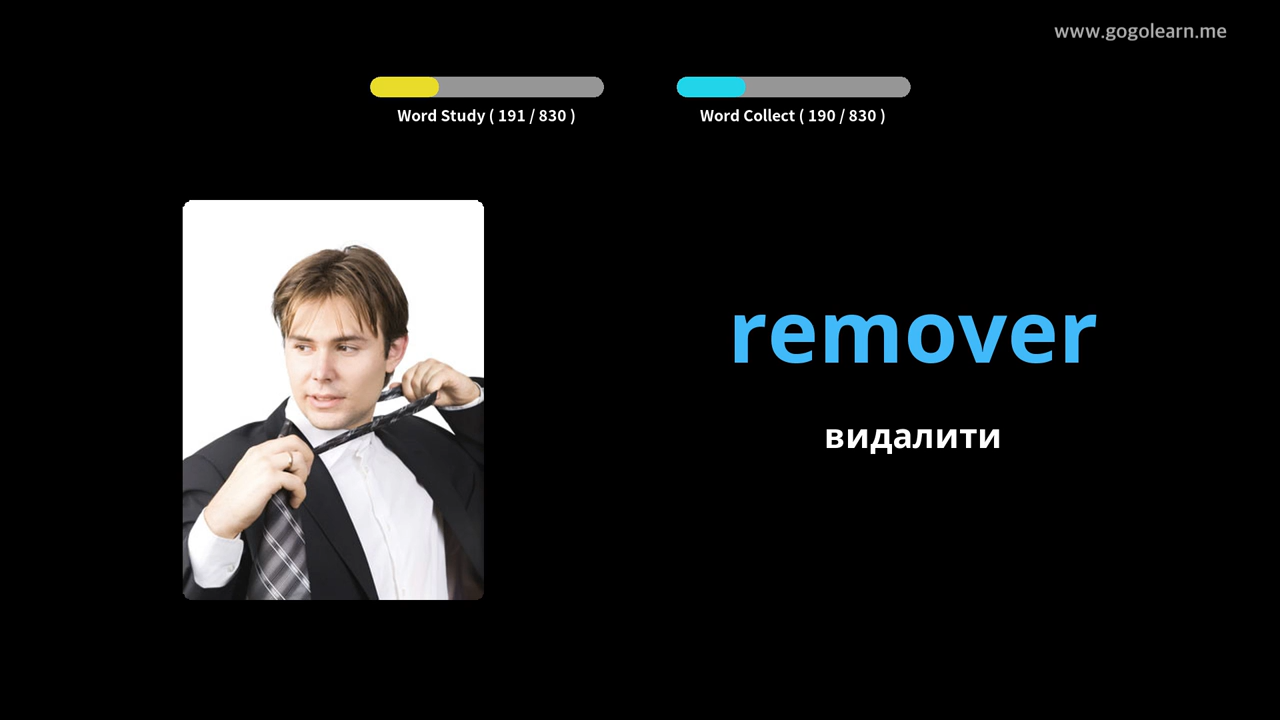 www.gogolearn.me
Word Study ( 191 / 830 )
Word Collect ( 190 / 830 )
remover
видалити